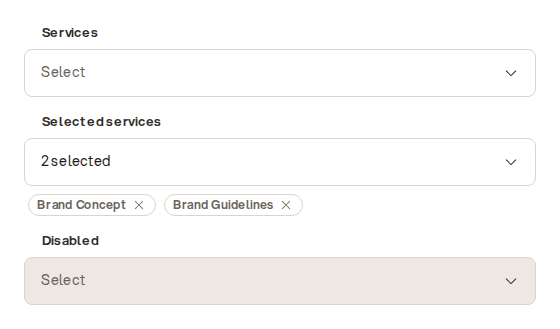 Services
Select
Selected services
2 selected
Brand Concept
Brand Guidelines
Disabled
Select